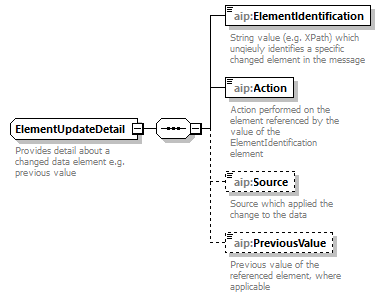 aip:ElementIdentification
String value (e.g. XPath) which
unqieuly identifies a specific
changed element in the message
aip:Action
Action performed on the
element referenced by the
value of the
ElementIdentification
element
ElementUpdateDetail
Provides detail about a
changed data element e.g.
previous value
aip:Source
Source which applied the
change to the data
aip:PreviousValue
Previous value of the
referenced element, where
applicable